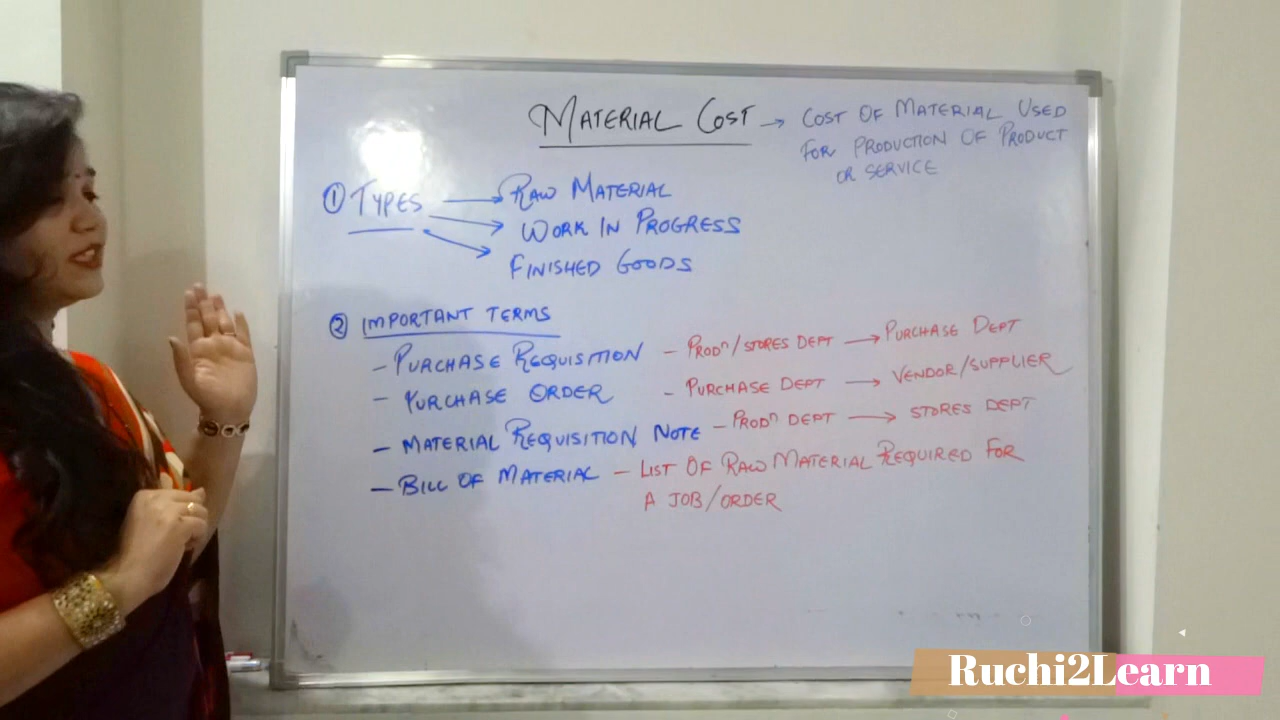 MATERIAL COST → COST OF MATERIAL USED
FOR PRODUCTION OF PRODUCT
OR SERVICE
① TYPES → RAW MATERIAL
→ WORK IN PROGRESS
→ FINISHED GOODS
② IMPORTANT TERMS
- PURCHASE REQUISITION - PRODⁿ/STORES DEPT → PURCHASE DEPT
- PURCHASE ORDER - PURCHASE DEPT → VENDOR/SUPPLIER
- MATERIAL REQUISITION NOTE - PRODⁿ DEPT → STORES DEPT
- BILL OF MATERIAL - LIST OF RAW MATERIAL REQUIRED FOR
A JOB/ORDER
Ruchi2Learn